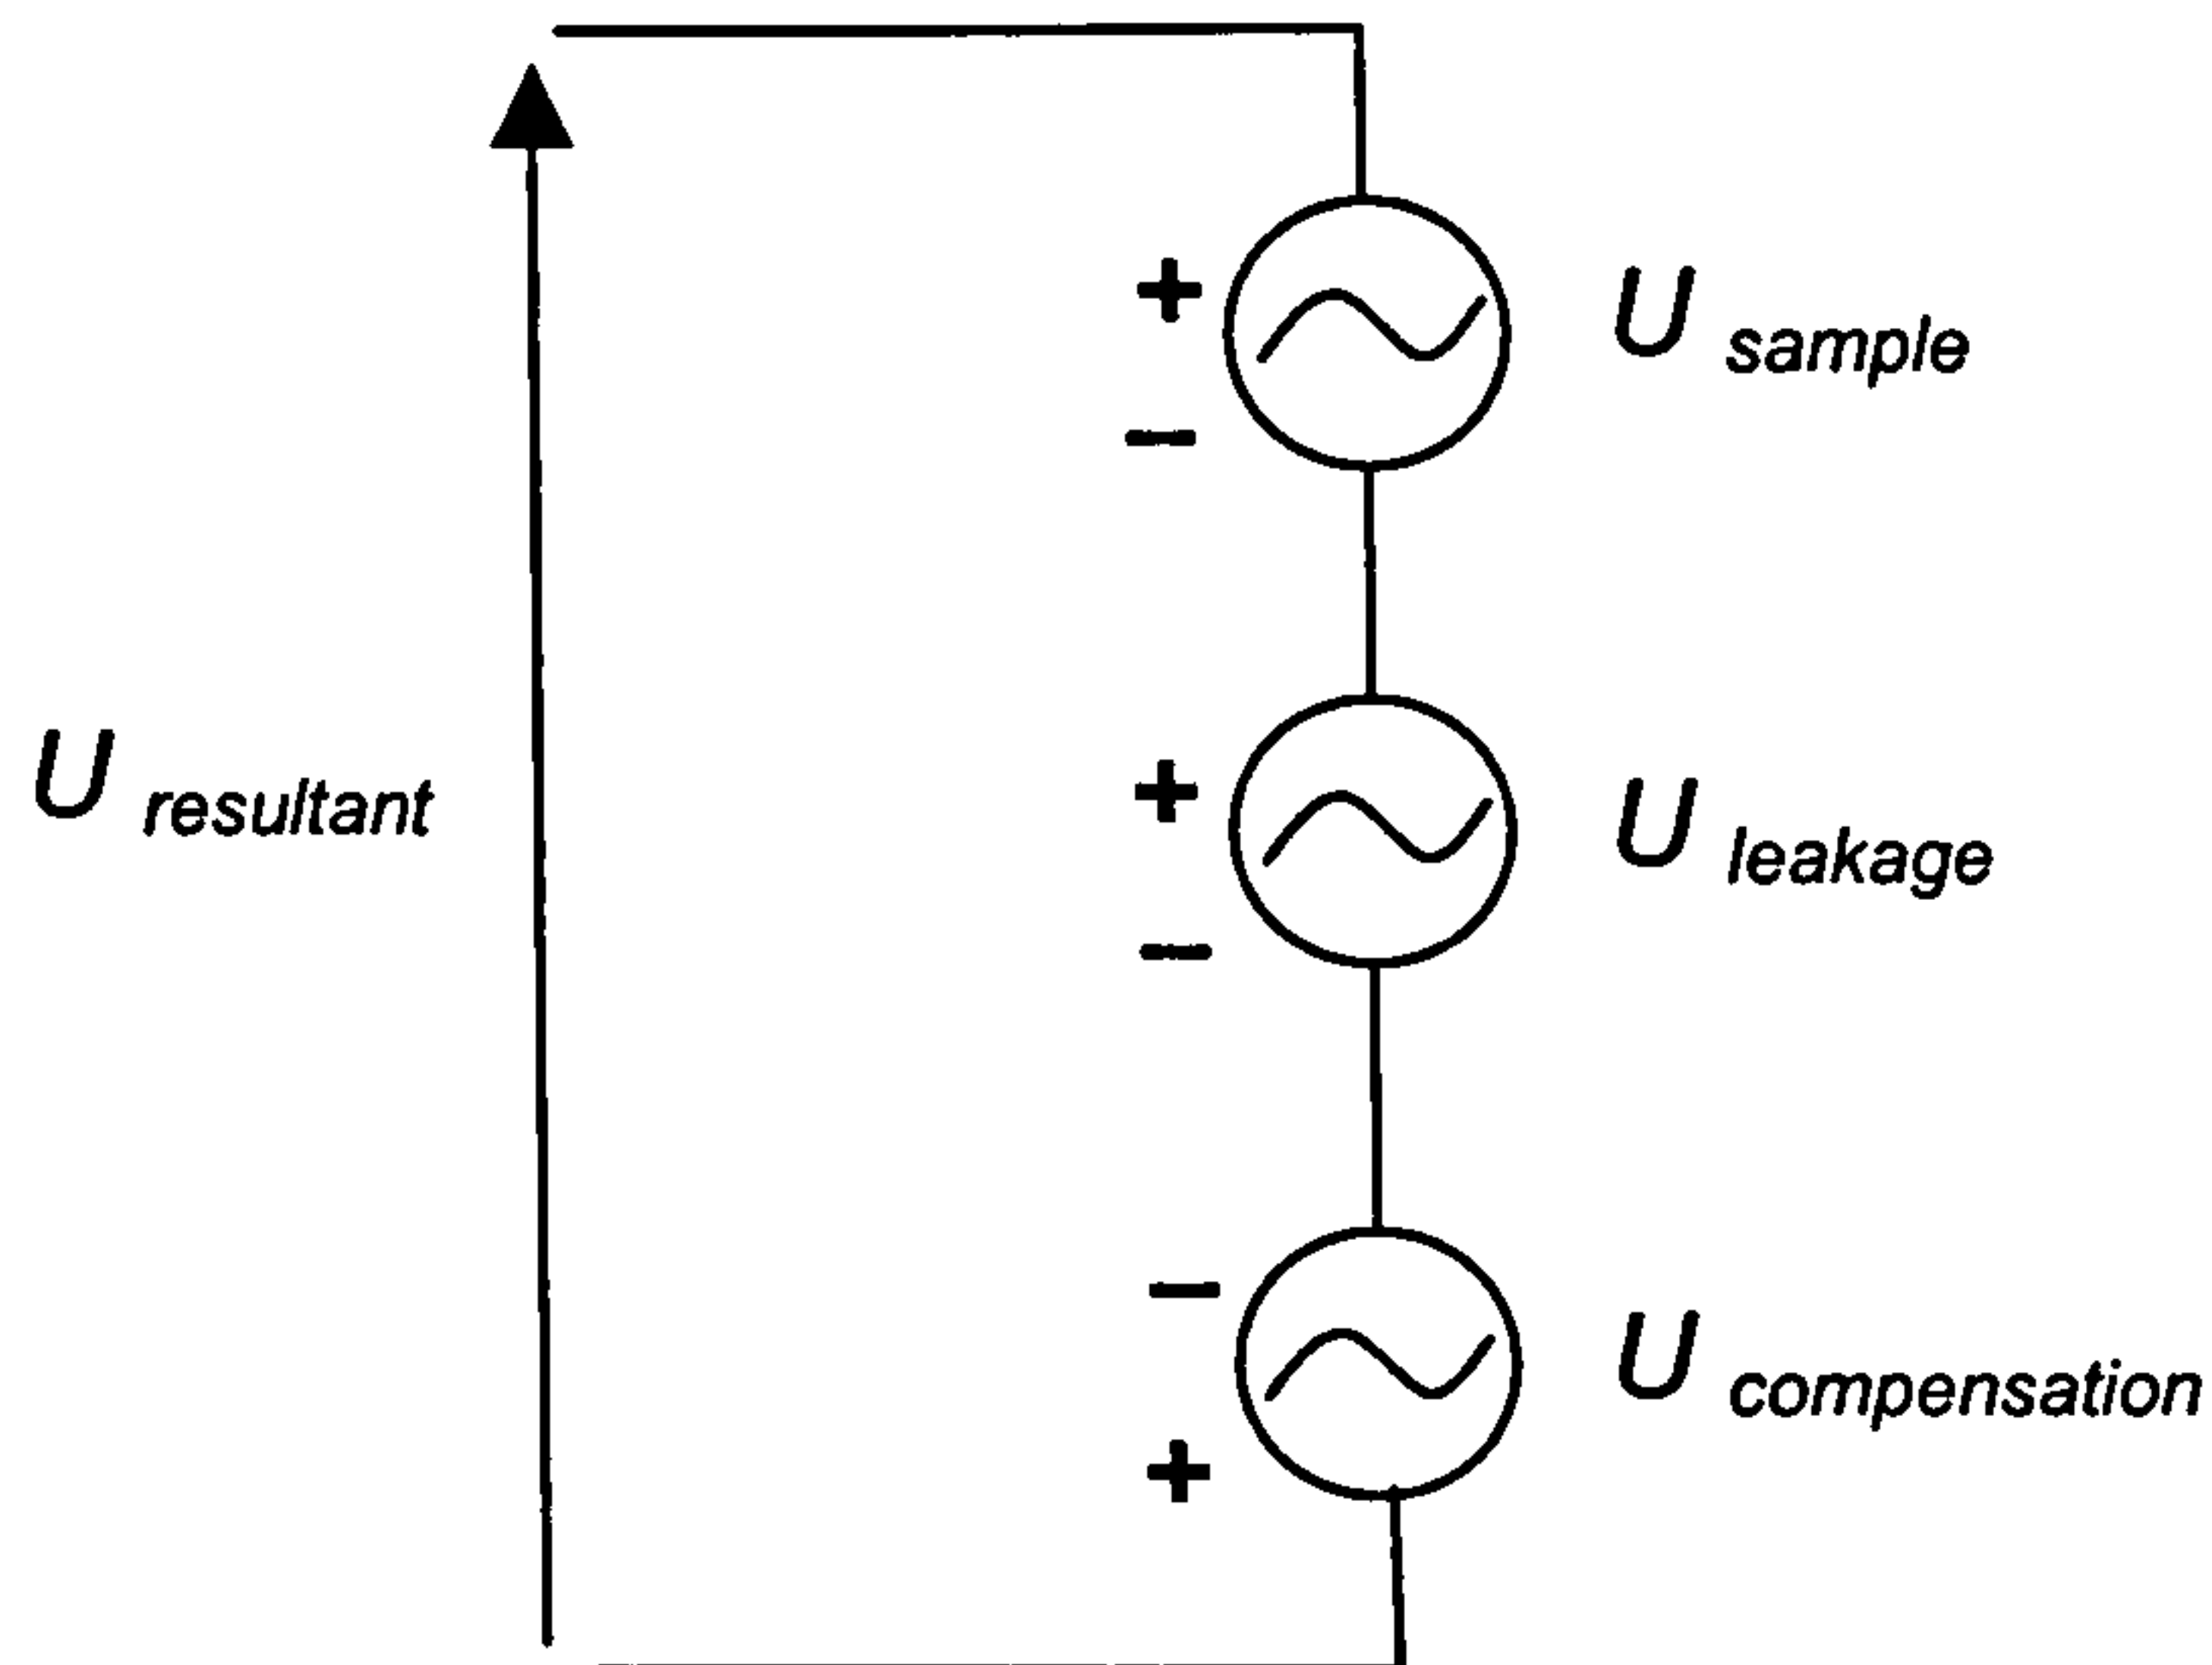 +
U sample
−
U resultant
+
U leakage
−
−
U compensation
+